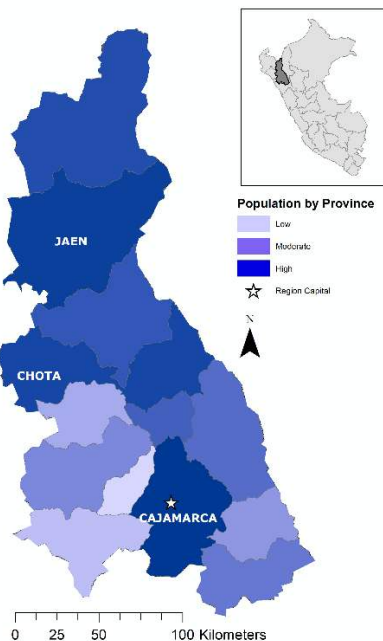 Population by Province
Low
Moderate
High
Region Capital
N
JAEN
CHOTA
CAJAMARCA
0 25 50 100 Kilometers